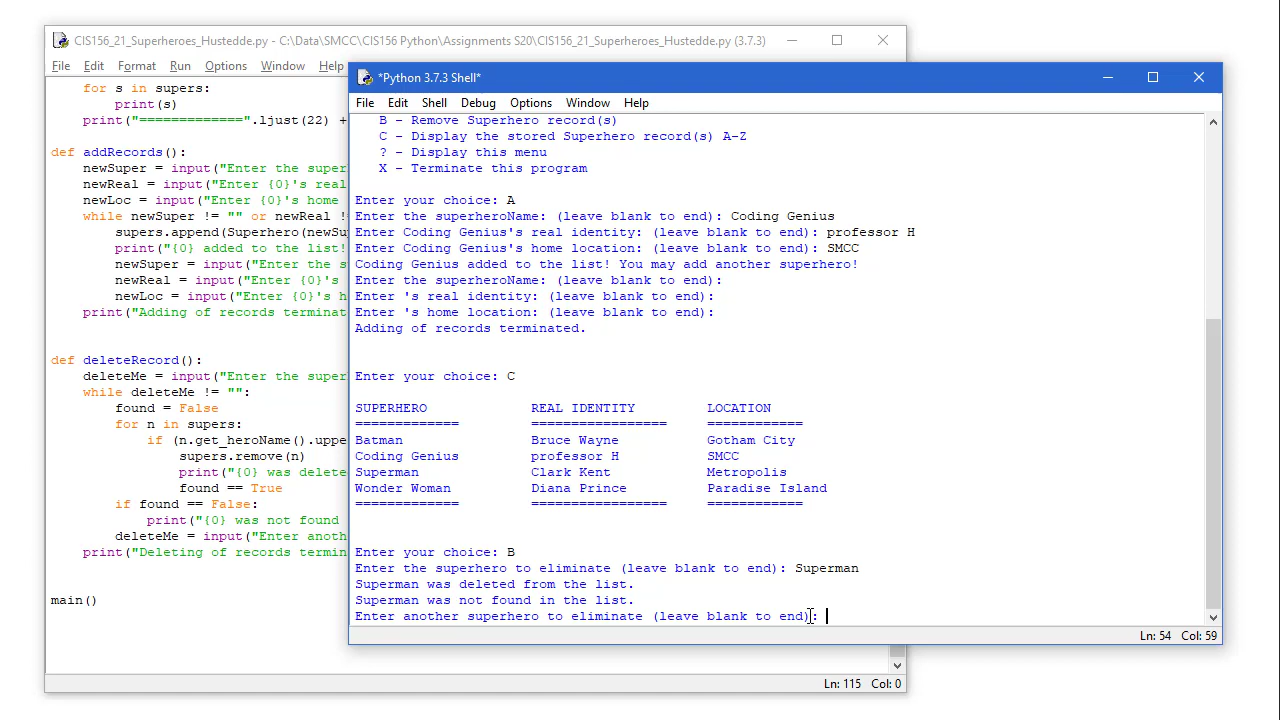 CIS156_21_Superheroes_Hustedde.py - C:\Data\SMCC\CIS156 Python\Assignments S20\CIS156_21_Superheroes_Hustedde.py (3.7.3)
File Edit Format Run Options Window Help
for s in supers:
print(s)
print("=============".ljust(22) +
def addRecords():
newSuper = input("Enter the super
newReal = input("Enter {0}'s real
newLoc = input("Enter {0}'s home
while newSuper != "" or newReal !=
supers.append(Superhero(newSu
print("{0} added to the list!
newSuper = input("Enter the s
newReal = input("Enter {0}'s
newLoc = input("Enter {0}'s h
print("Adding of records terminat
def deleteRecord():
deleteMe = input("Enter the super
while deleteMe != "":
found = False
for n in supers:
if (n.get_heroName().uppe
supers.remove(n)
print("{0} was delete
found == True
if found == False:
print("{0} was not found
deleteMe = input("Enter anoth
print("Deleting of records termin
main()
Ln: 115 Col: 0
*Python 3.7.3 Shell*
File Edit Shell Debug Options Window Help
B - Remove Superhero record(s)
C - Display the stored Superhero record(s) A-Z
? - Display this menu
X - Terminate this program
Enter your choice: A
Enter the superheroName: (leave blank to end): Coding Genius
Enter Coding Genius's real identity: (leave blank to end): professor H
Enter Coding Genius's home location: (leave blank to end): SMCC
Coding Genius added to the list! You may add another superhero!
Enter the superheroName: (leave blank to end):
Enter 's real identity: (leave blank to end):
Enter 's home location: (leave blank to end):
Adding of records terminated.
Enter your choice: C
SUPERHERO REAL IDENTITY LOCATION
============= ================= ============
Batman Bruce Wayne Gotham City
Coding Genius professor H SMCC
Superman Clark Kent Metropolis
Wonder Woman Diana Prince Paradise Island
============= ================= ============
Enter your choice: B
Enter the superhero to eliminate (leave blank to end): Superman
Superman was deleted from the list.
Superman was not found in the list.
Enter another superhero to eliminate (leave blank to end):
Ln: 54 Col: 59